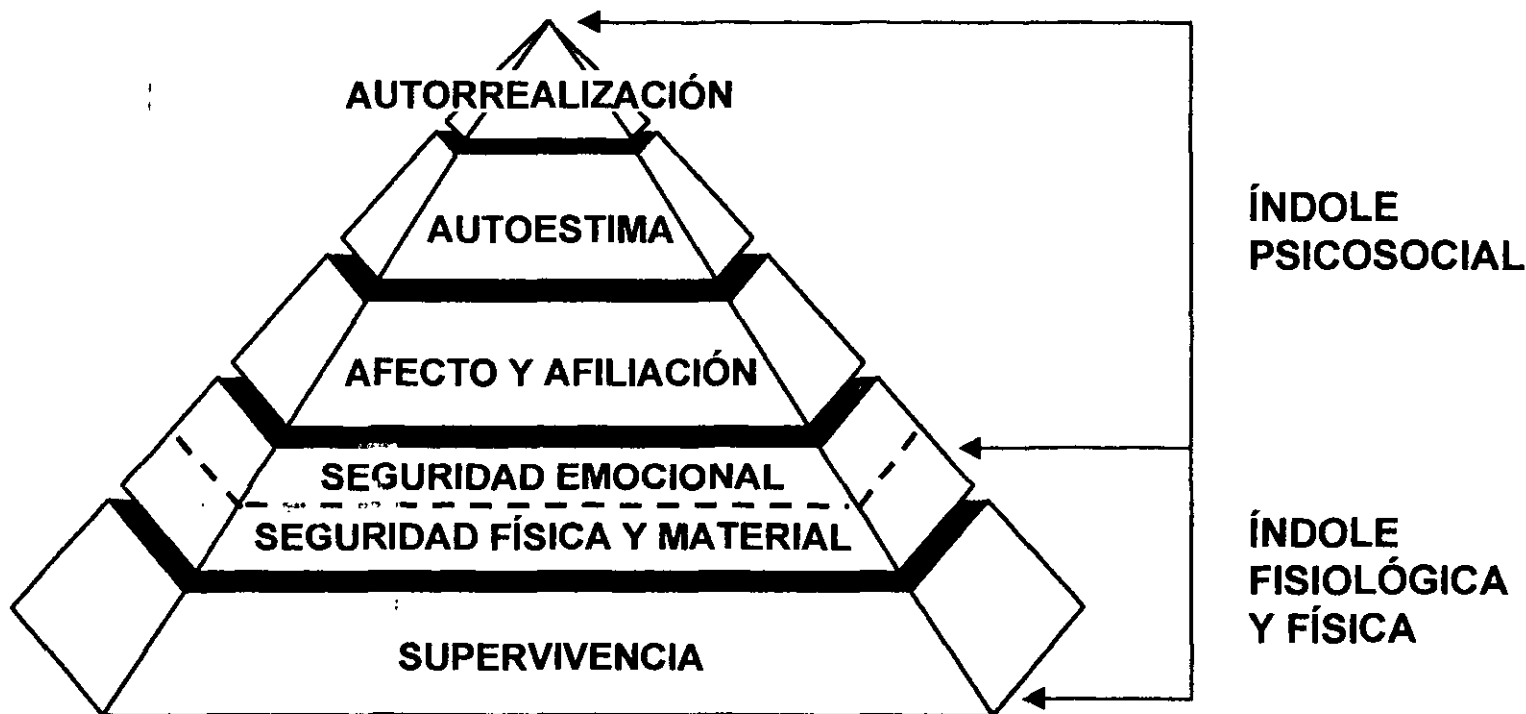 AUTORREALIZACIÓN
AUTOESTIMA
AFECTO Y AFILIACIÓN
SEGURIDAD EMOCIONAL
SEGURIDAD FÍSICA Y MATERIAL
SUPERVIVENCIA
ÍNDOLE
PSICOSOCIAL
ÍNDOLE
FISIOLÓGICA
Y FÍSICA